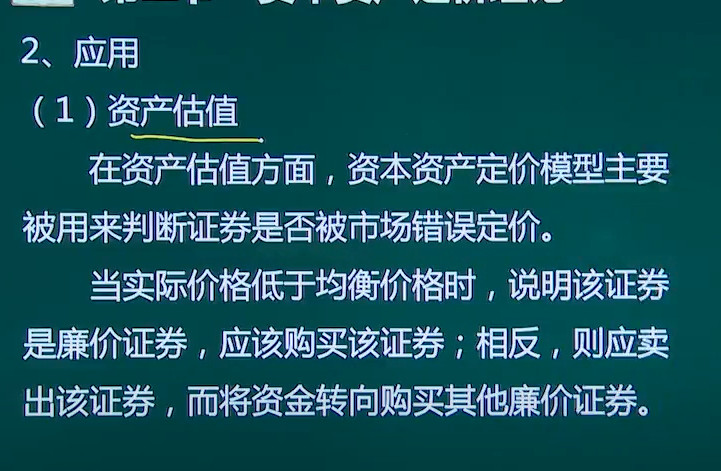 2、应用
（1）资产估值
在资产估值方面，资本资产定价模型主要
被用来判断证券是否被市场错误定价。
当实际价格低于均衡价格时，说明该证券
是廉价证券，应该购买该证券；相反，则应卖
出该证券，而将资金转向购买其他廉价证券。